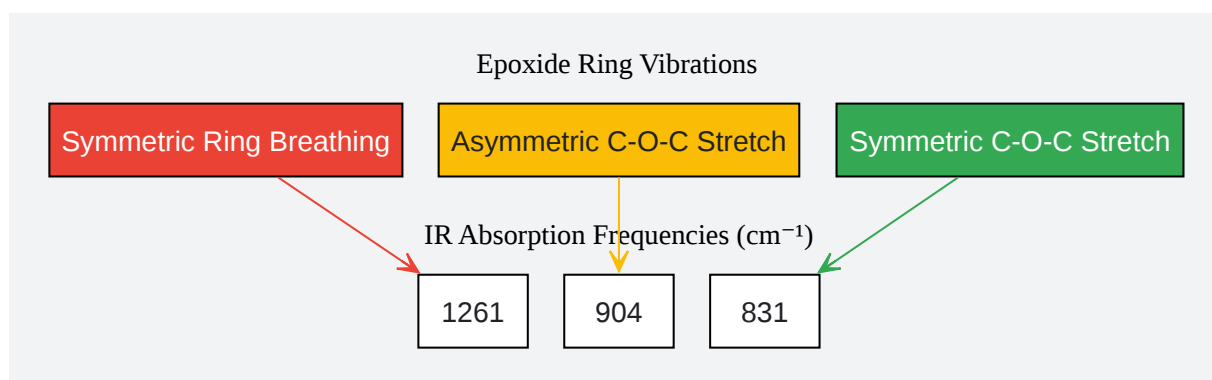 Epoxide Ring Vibrations
Symmetric Ring Breathing
Asymmetric C-O-C Stretch
Symmetric C-O-C Stretch
IR Absorption Frequencies (cm⁻¹)
1261
904
831